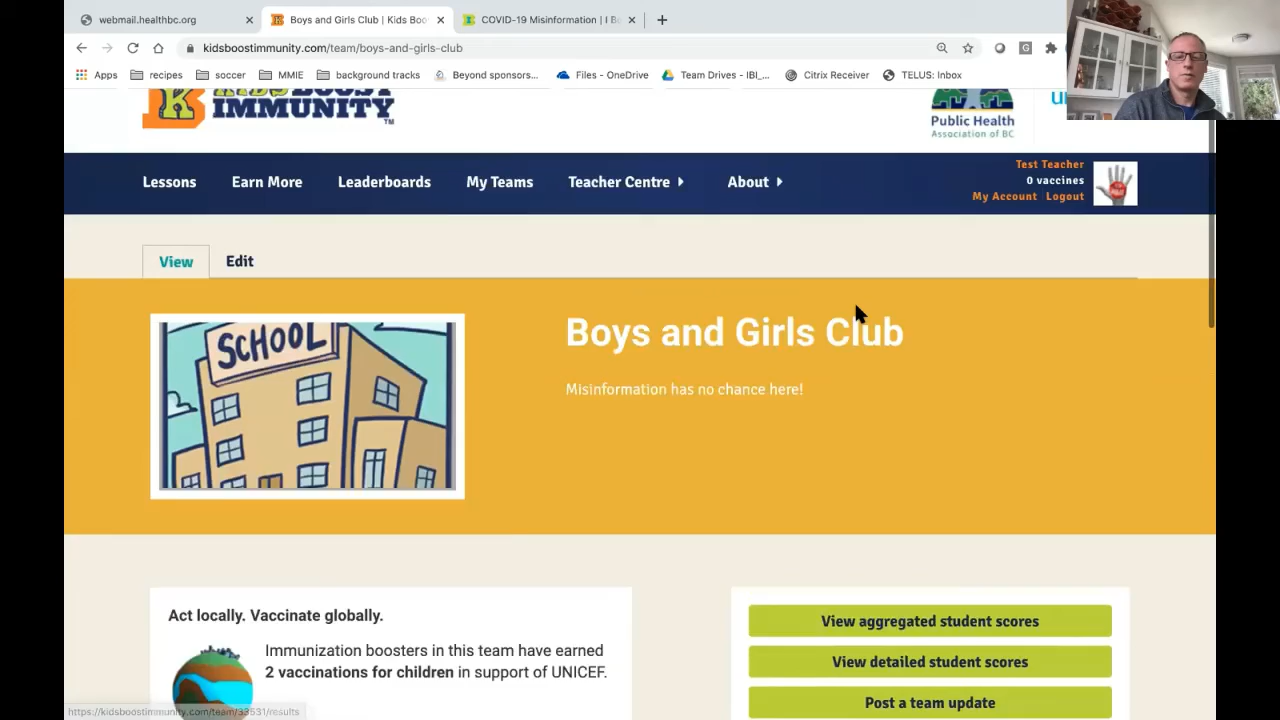 webmail.healthbc.org
Boys and Girls Club | Kids Boo
COVID-19 Misinformation | I B
kidsboostimmunity.com/team/boys-and-girls-club
Apps recipes soccer MMIE background tracks Beyond sponsors... Files - OneDrive Team Drives - IBI_... Citrix Receiver TELUS: Inbox
KIDS BOOST
IMMUNITY TM
Public Health
Association of BC
Lessons Earn More Leaderboards My Teams Teacher Centre About
Test Teacher
0 vaccines
My Account Logout
View Edit
SCHOOL
Boys and Girls Club
Misinformation has no chance here!
Act locally. Vaccinate globally.
Immunization boosters in this team have earned
2 vaccinations for children in support of UNICEF.
View aggregated student scores
View detailed student scores
Post a team update
https://kidsboostimmunity.com/team/33531/results